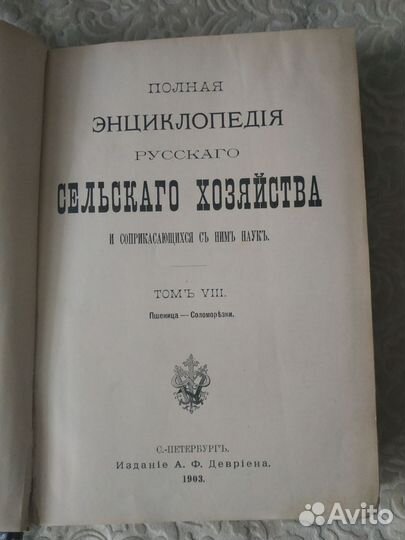 ПОЛНАЯ
ЭНЦИКЛОПЕДІЯ
РУССКАГО
СЕЛЬСКАГО ХОЗЯЙСТВА
И СОПРИКАСАЮЩИХСЯ СЪ НИМЪ НАУКЪ.
ТОМЪ VIII.
Пшеница — Соломорѣзки.
С.-ПЕТЕРБУРГЪ.
Изданіе А. Ф. Девріена.
1903.
Avito